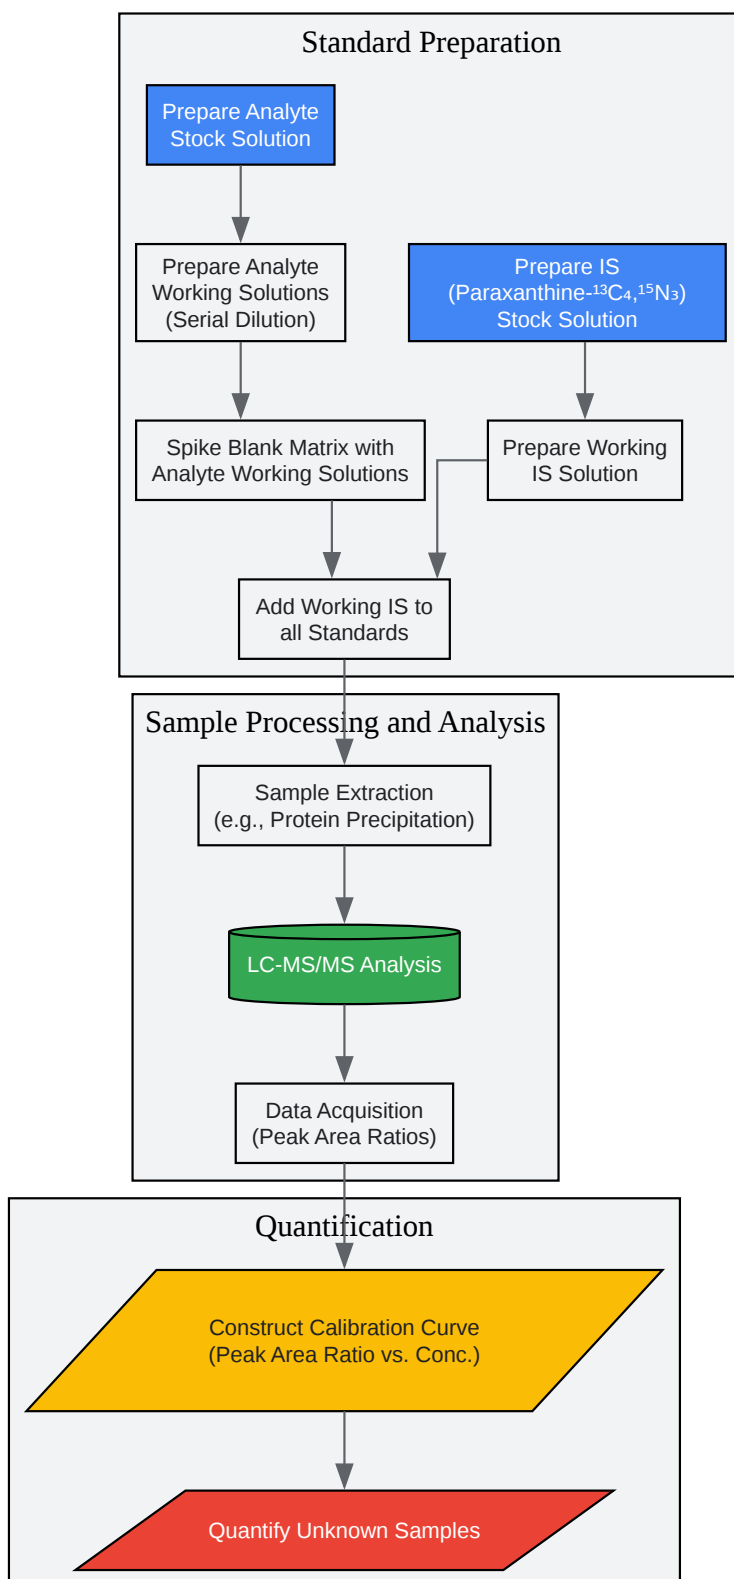 Standard Preparation
Prepare Analyte
Stock Solution
Prepare Analyte
Working Solutions
(Serial Dilution)
Prepare IS
(Paraxanthine-¹³C₄,¹⁵N₃)
Stock Solution
Spike Blank Matrix with
Analyte Working Solutions
Prepare Working
IS Solution
Add Working IS to
all Standards
Sample Processing and Analysis
Sample Extraction
(e.g., Protein Precipitation)
LC-MS/MS Analysis
Data Acquisition
(Peak Area Ratios)
Quantification
Construct Calibration Curve
(Peak Area Ratio vs. Conc.)
Quantify Unknown Samples